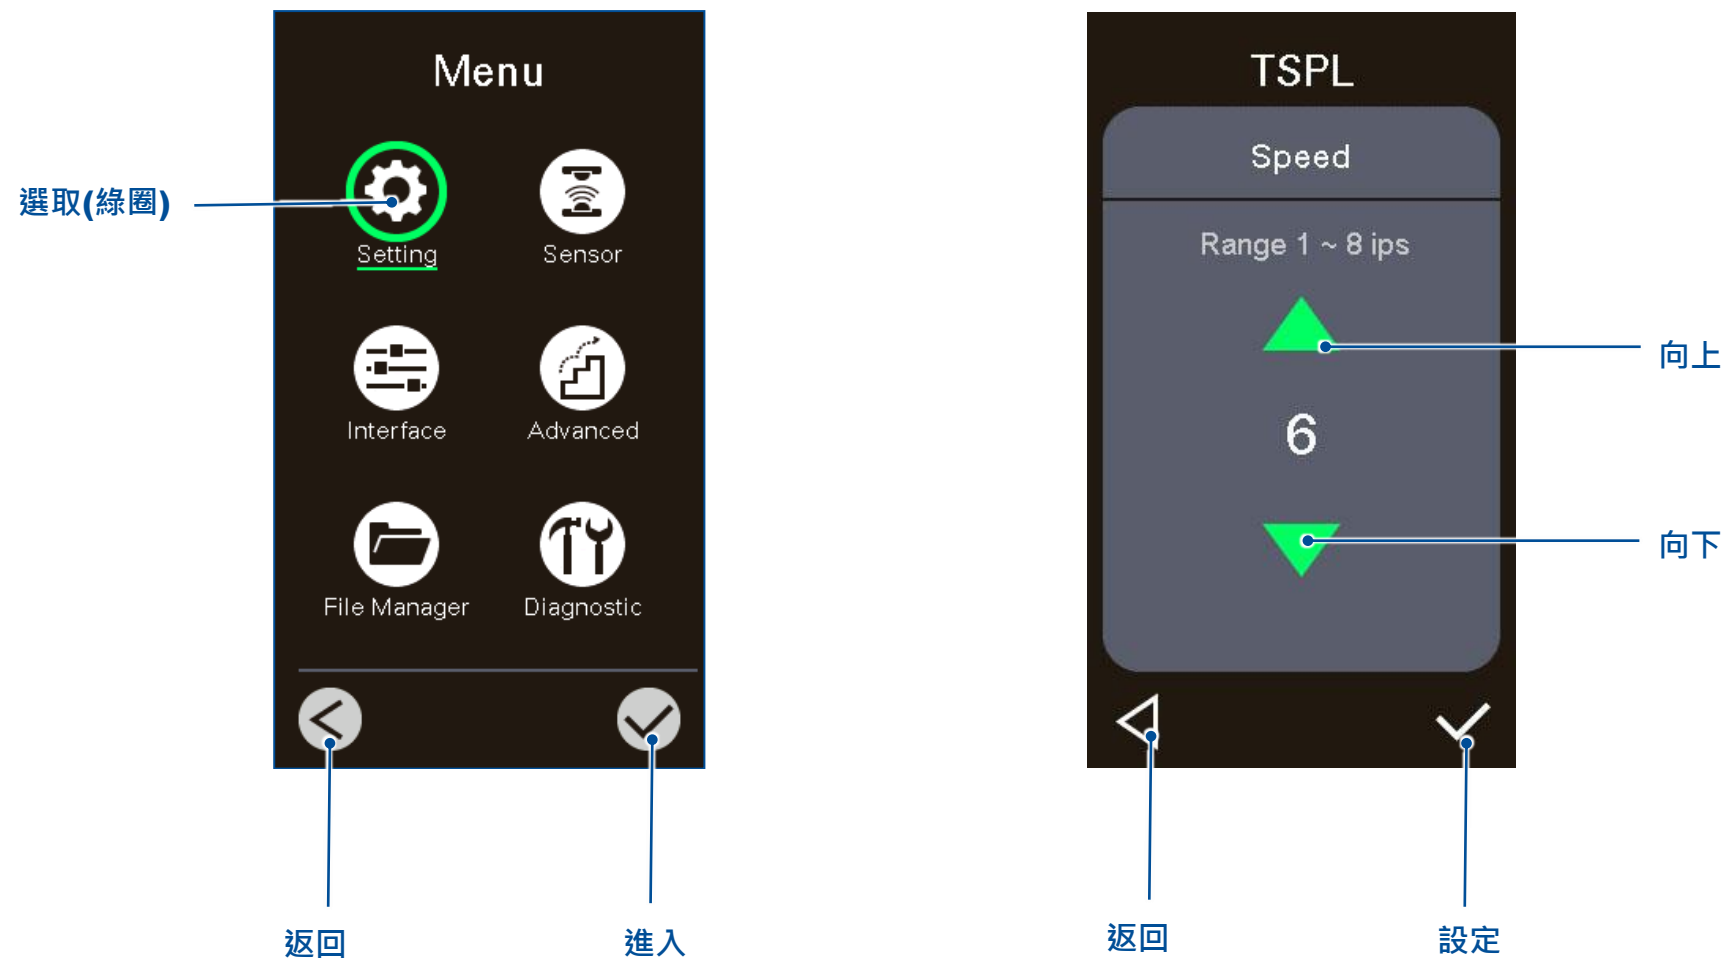 Menu
選取(綠圈)
Setting
Sensor
Interface
Advanced
File Manager
Diagnostic
返回
進入
TSPL
Speed
Range 1 ~ 8 ips
向上
6
向下
返回
設定